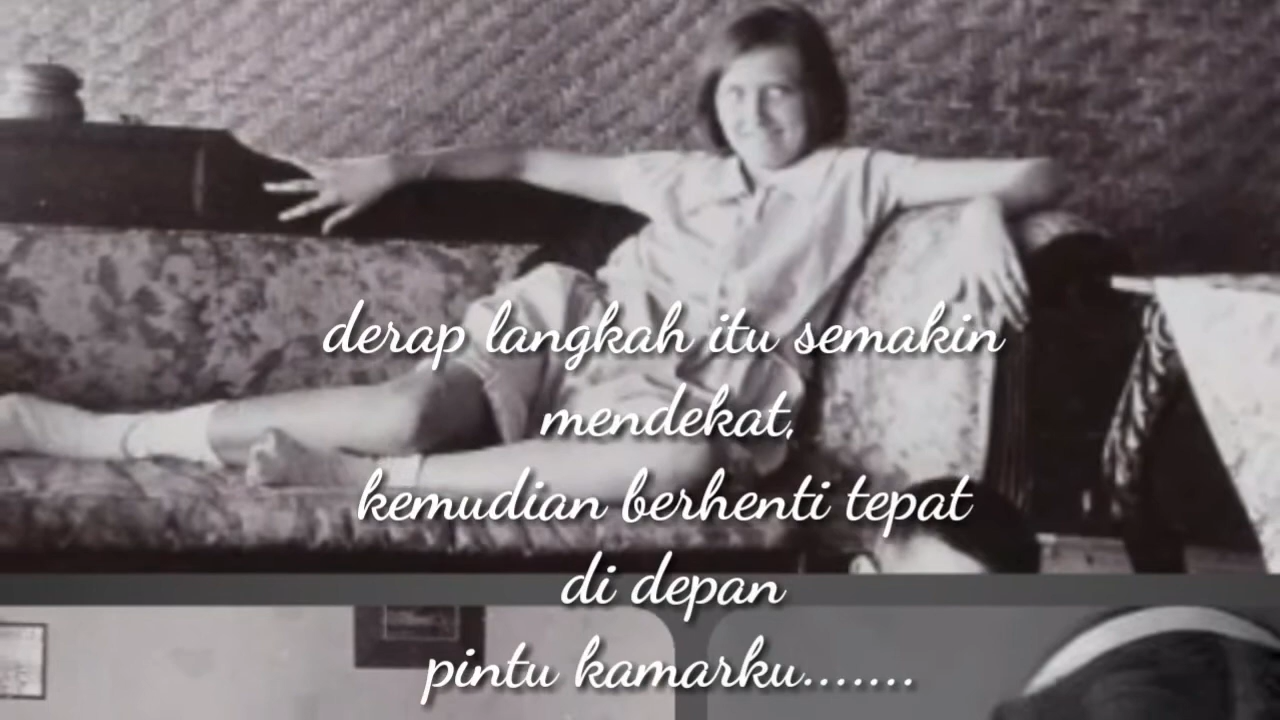 derap langkah itu semakin
mendekat,
kemudian berhenti tepat
di depan
pintu kamarku.......